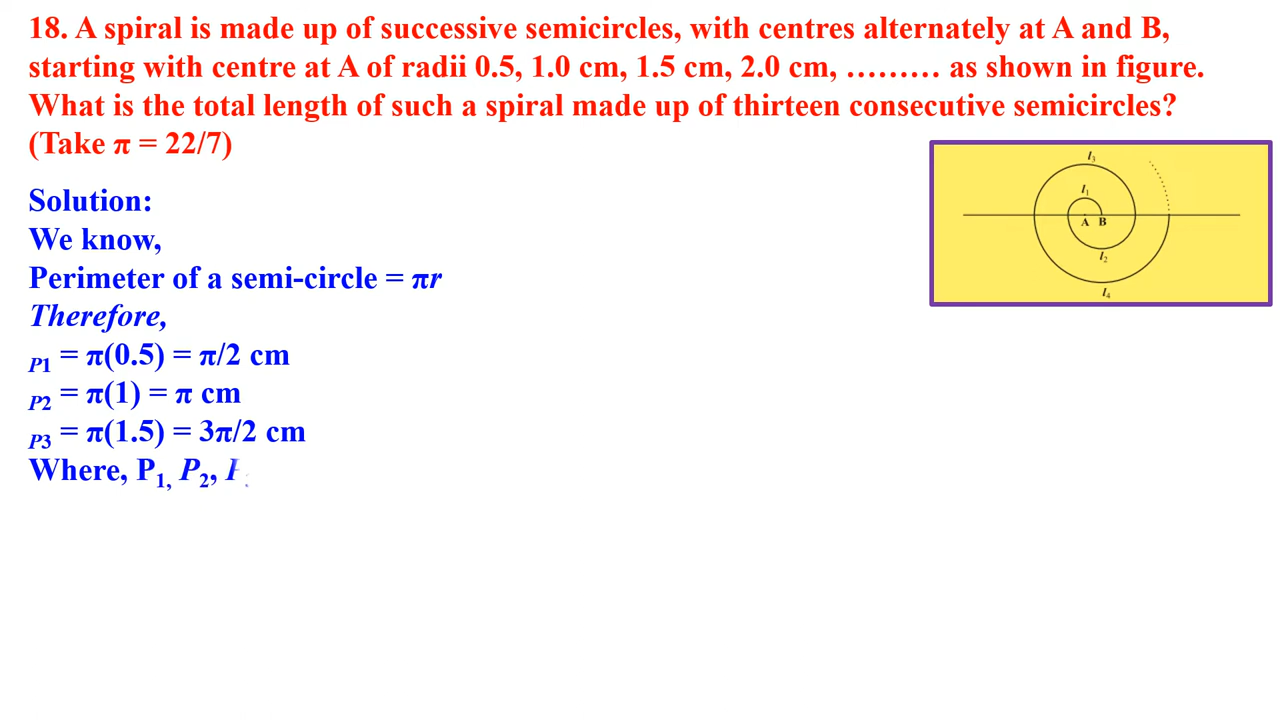 18. A spiral is made up of successive semicircles, with centres alternately at A and B,
starting with centre at A of radii 0.5, 1.0 cm, 1.5 cm, 2.0 cm, ……… as shown in figure.
What is the total length of such a spiral made up of thirteen consecutive semicircles?
(Take π = 22/7)
Solution:
We know,
Perimeter of a semi-circle = πr
Therefore,
P1 = π(0.5) = π/2 cm
P2 = π(1) = π cm
P3 = π(1.5) = 3π/2 cm
Where, P₁, P₂,
l₃
l₁
A B
l₂
l₄